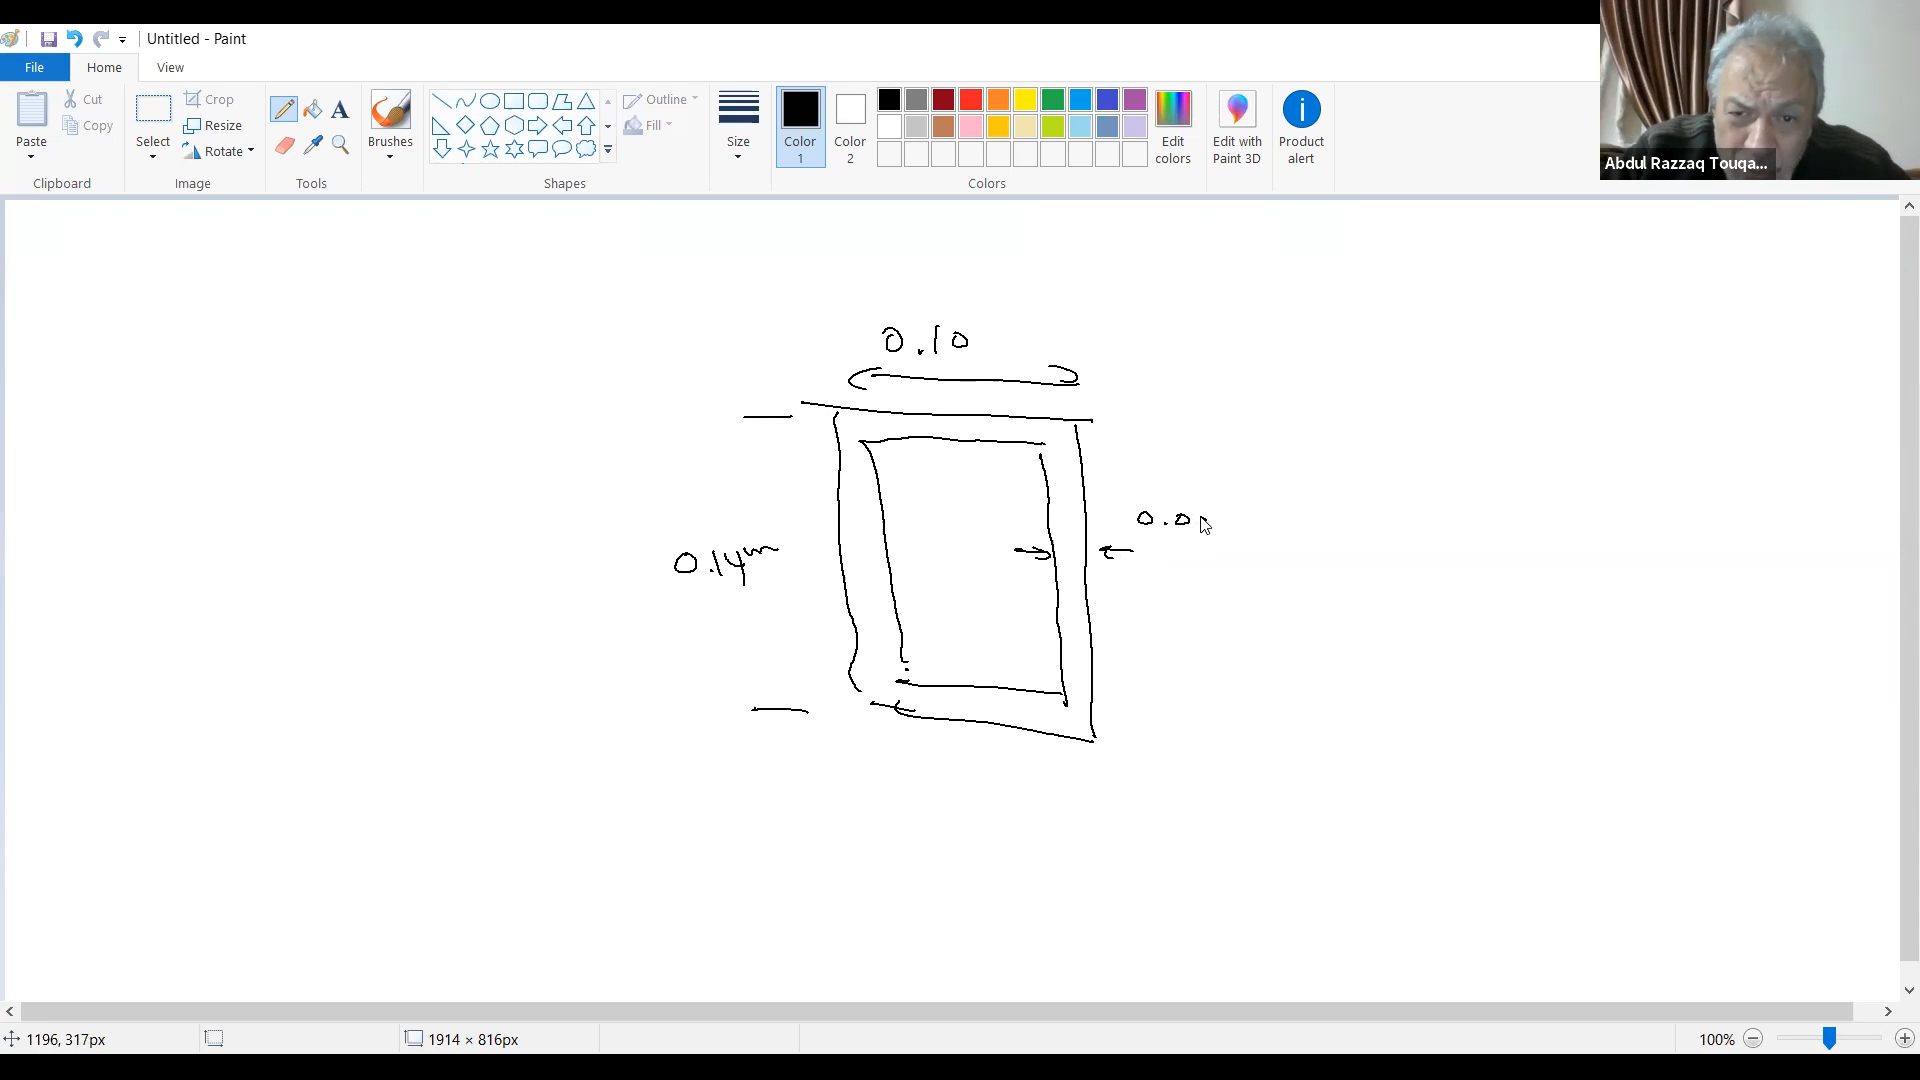 Untitled - Paint
File Home View
Cut
Copy
Paste
Crop
Resize
Rotate
Select
Brushes
Outline
Fill
Size
Color 1
Color 2
Edit colors
Edit with Paint 3D
Product alert
Clipboard
Image
Tools
Shapes
Colors
Abdul Razzaq Touqa...
0.10
0.14m
0.0
1196, 317px
1914 × 816px
100%